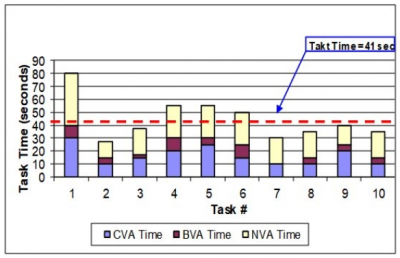 Takt Time = 41 sec
90
80
70
60
50
40
30
20
10
0
Task Time (seconds)
1 2 3 4 5 6 7 8 9 10
Task #
CVA Time BVA Time NVA Time